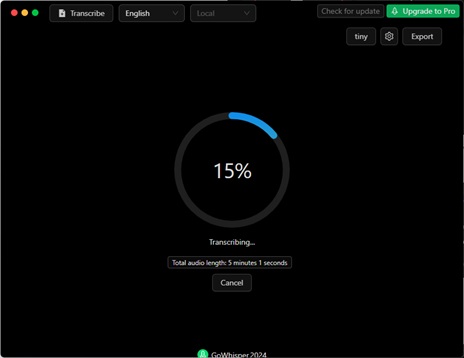 Transcribe English Local Check for update Upgrade to Pro
tiny Export
15%
Transcribing...
Total audio length: 5 minutes 1 seconds
Cancel
GoWhisper 2024